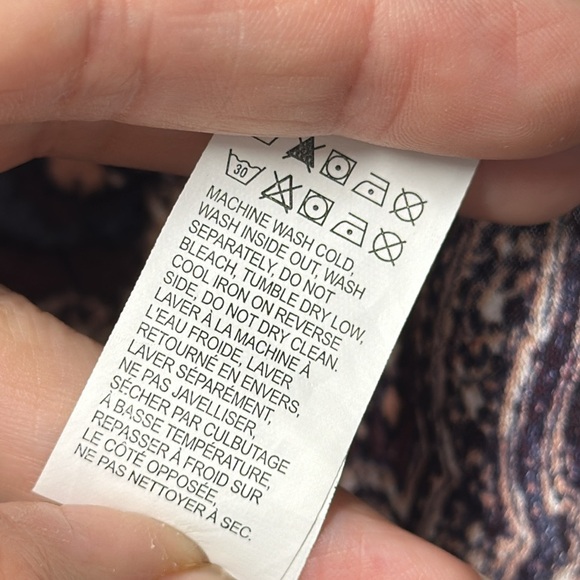 30
MACHINE WASH COLD,
WASH INSIDE OUT, WASH
SEPARATELY, DO NOT
BLEACH, TUMBLE DRY LOW.
COOL IRON ON REVERSE
SIDE, DO NOT DRY CLEAN.
LAVER À LA MACHINE À
L'EAU FROIDE, LAVER
RETOURNÉ EN ENVERS,
LAVER SÉPARÉMENT,
NE PAS JAVELLISER,
SÉCHER PAR CULBUTAGE
À BASSE TEMPÉRATURE,
REPASSER À FROID SUR
LE CÔTÉ OPPOSÉE,
NE PAS NETTOYER À SEC.